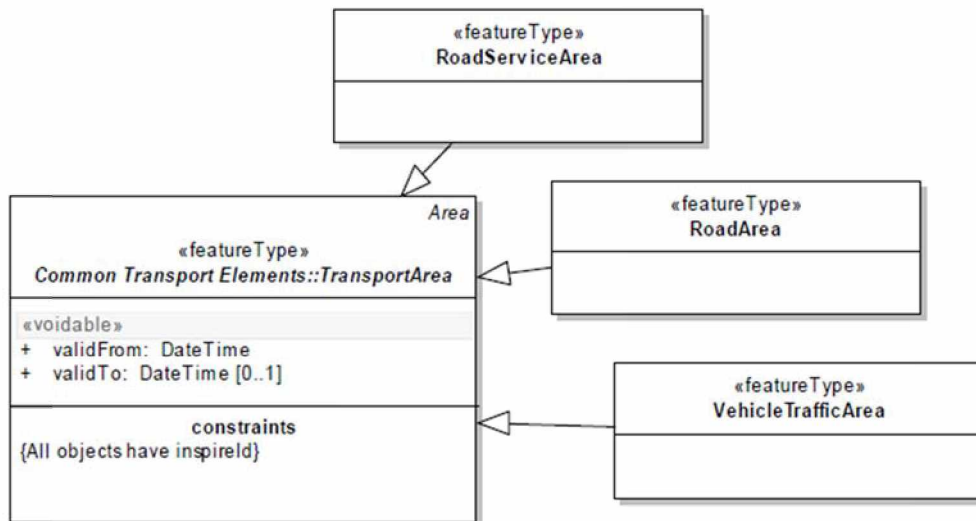 «featureType»
RoadServiceArea
«featureType»
RoadArea
Area
«featureType»
Common Transport Elements::TransportArea
«voidable»
+ validFrom: DateTime
+ validTo: DateTime [0..1]
constraints
{All objects have inspireId}
«featureType»
VehicleTrafficArea